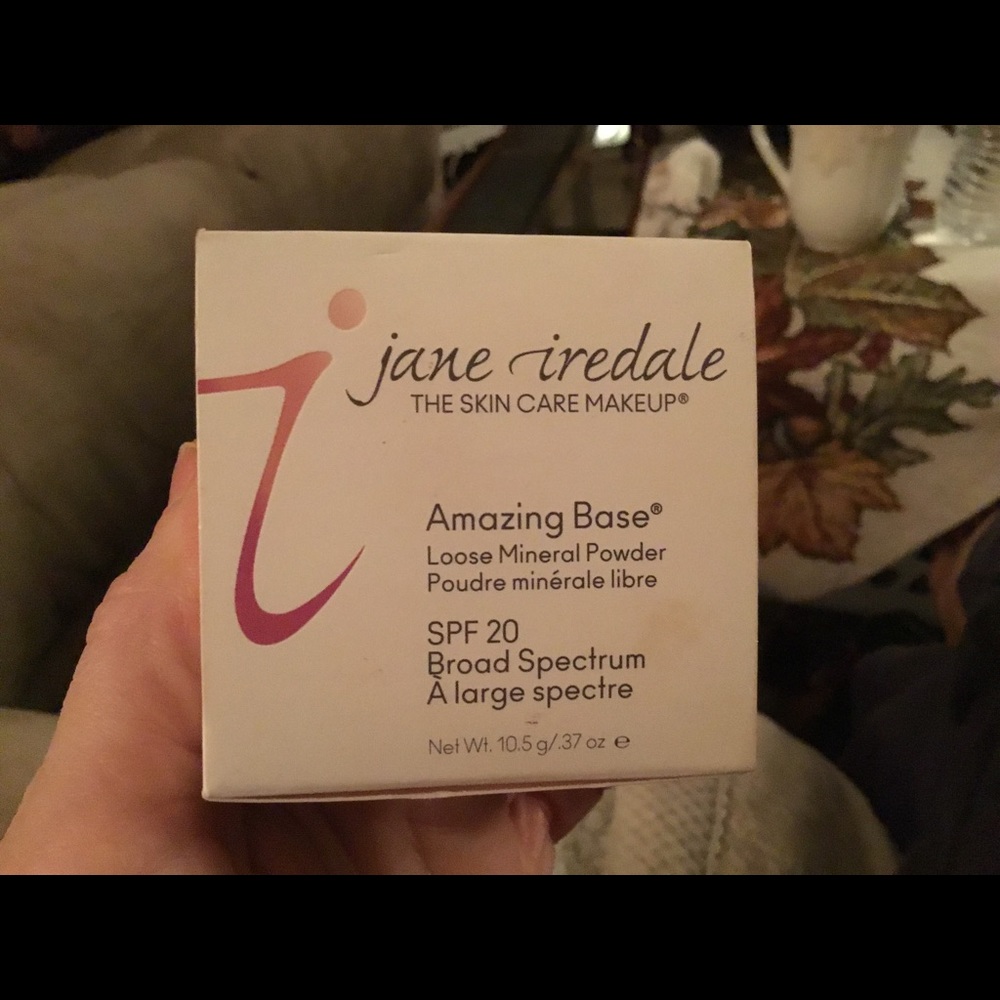 jane iredale
THE SKIN CARE MAKEUP®
Amazing Base®
Loose Mineral Powder
Poudre minérale libre
SPF 20
Broad Spectrum
À large spectre
Net Wt. 10.5 g/.37 oz e